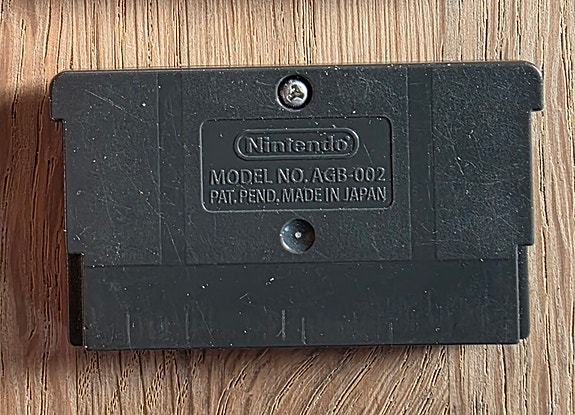 Nintendo
MODEL NO. AGB-002
PAT. PEND. MADE IN JAPAN